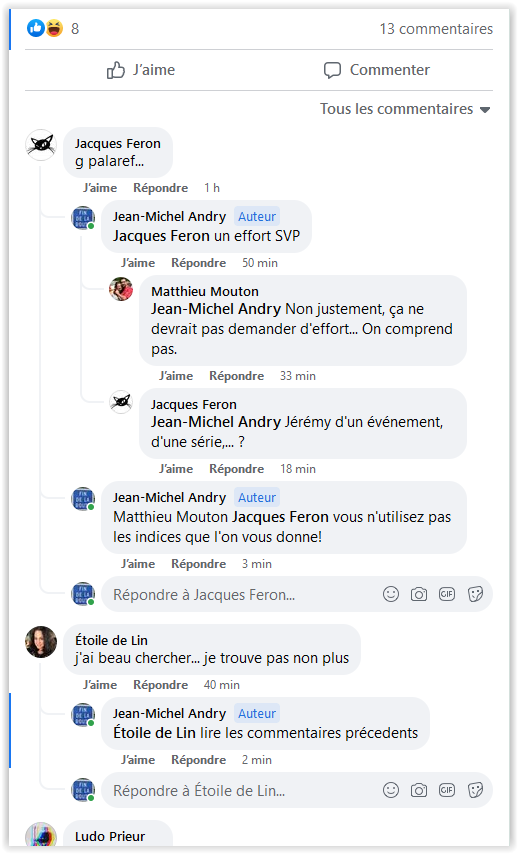 8
13 commentaires
J'aime
Commenter
Tous les commentaires
Jacques Feron
g palaref...
J'aime Répondre 1 h
Jean-Michel Andry Auteur
Jacques Feron un effort SVP
J'aime Répondre 50 min
Matthieu Mouton
Jean-Michel Andry Non justement, ça ne
devrait pas demander d'effort... On comprend
pas.
J'aime Répondre 33 min
Jacques Feron
Jean-Michel Andry Jérémy d'un événement,
d'une série,... ?
J'aime Répondre 18 min
Jean-Michel Andry Auteur
Matthieu Mouton Jacques Feron vous n'utilisez pas
les indices que l'on vous donne!
J'aime Répondre 3 min
Répondre à Jacques Feron...
GIF
Étoile de Lin
j'ai beau chercher... je trouve pas non plus
J'aime Répondre 40 min
Jean-Michel Andry Auteur
Étoile de Lin lire les commentaires précedents
J'aime Répondre 2 min
Répondre à Étoile de Lin...
GIF
Ludo Prieur